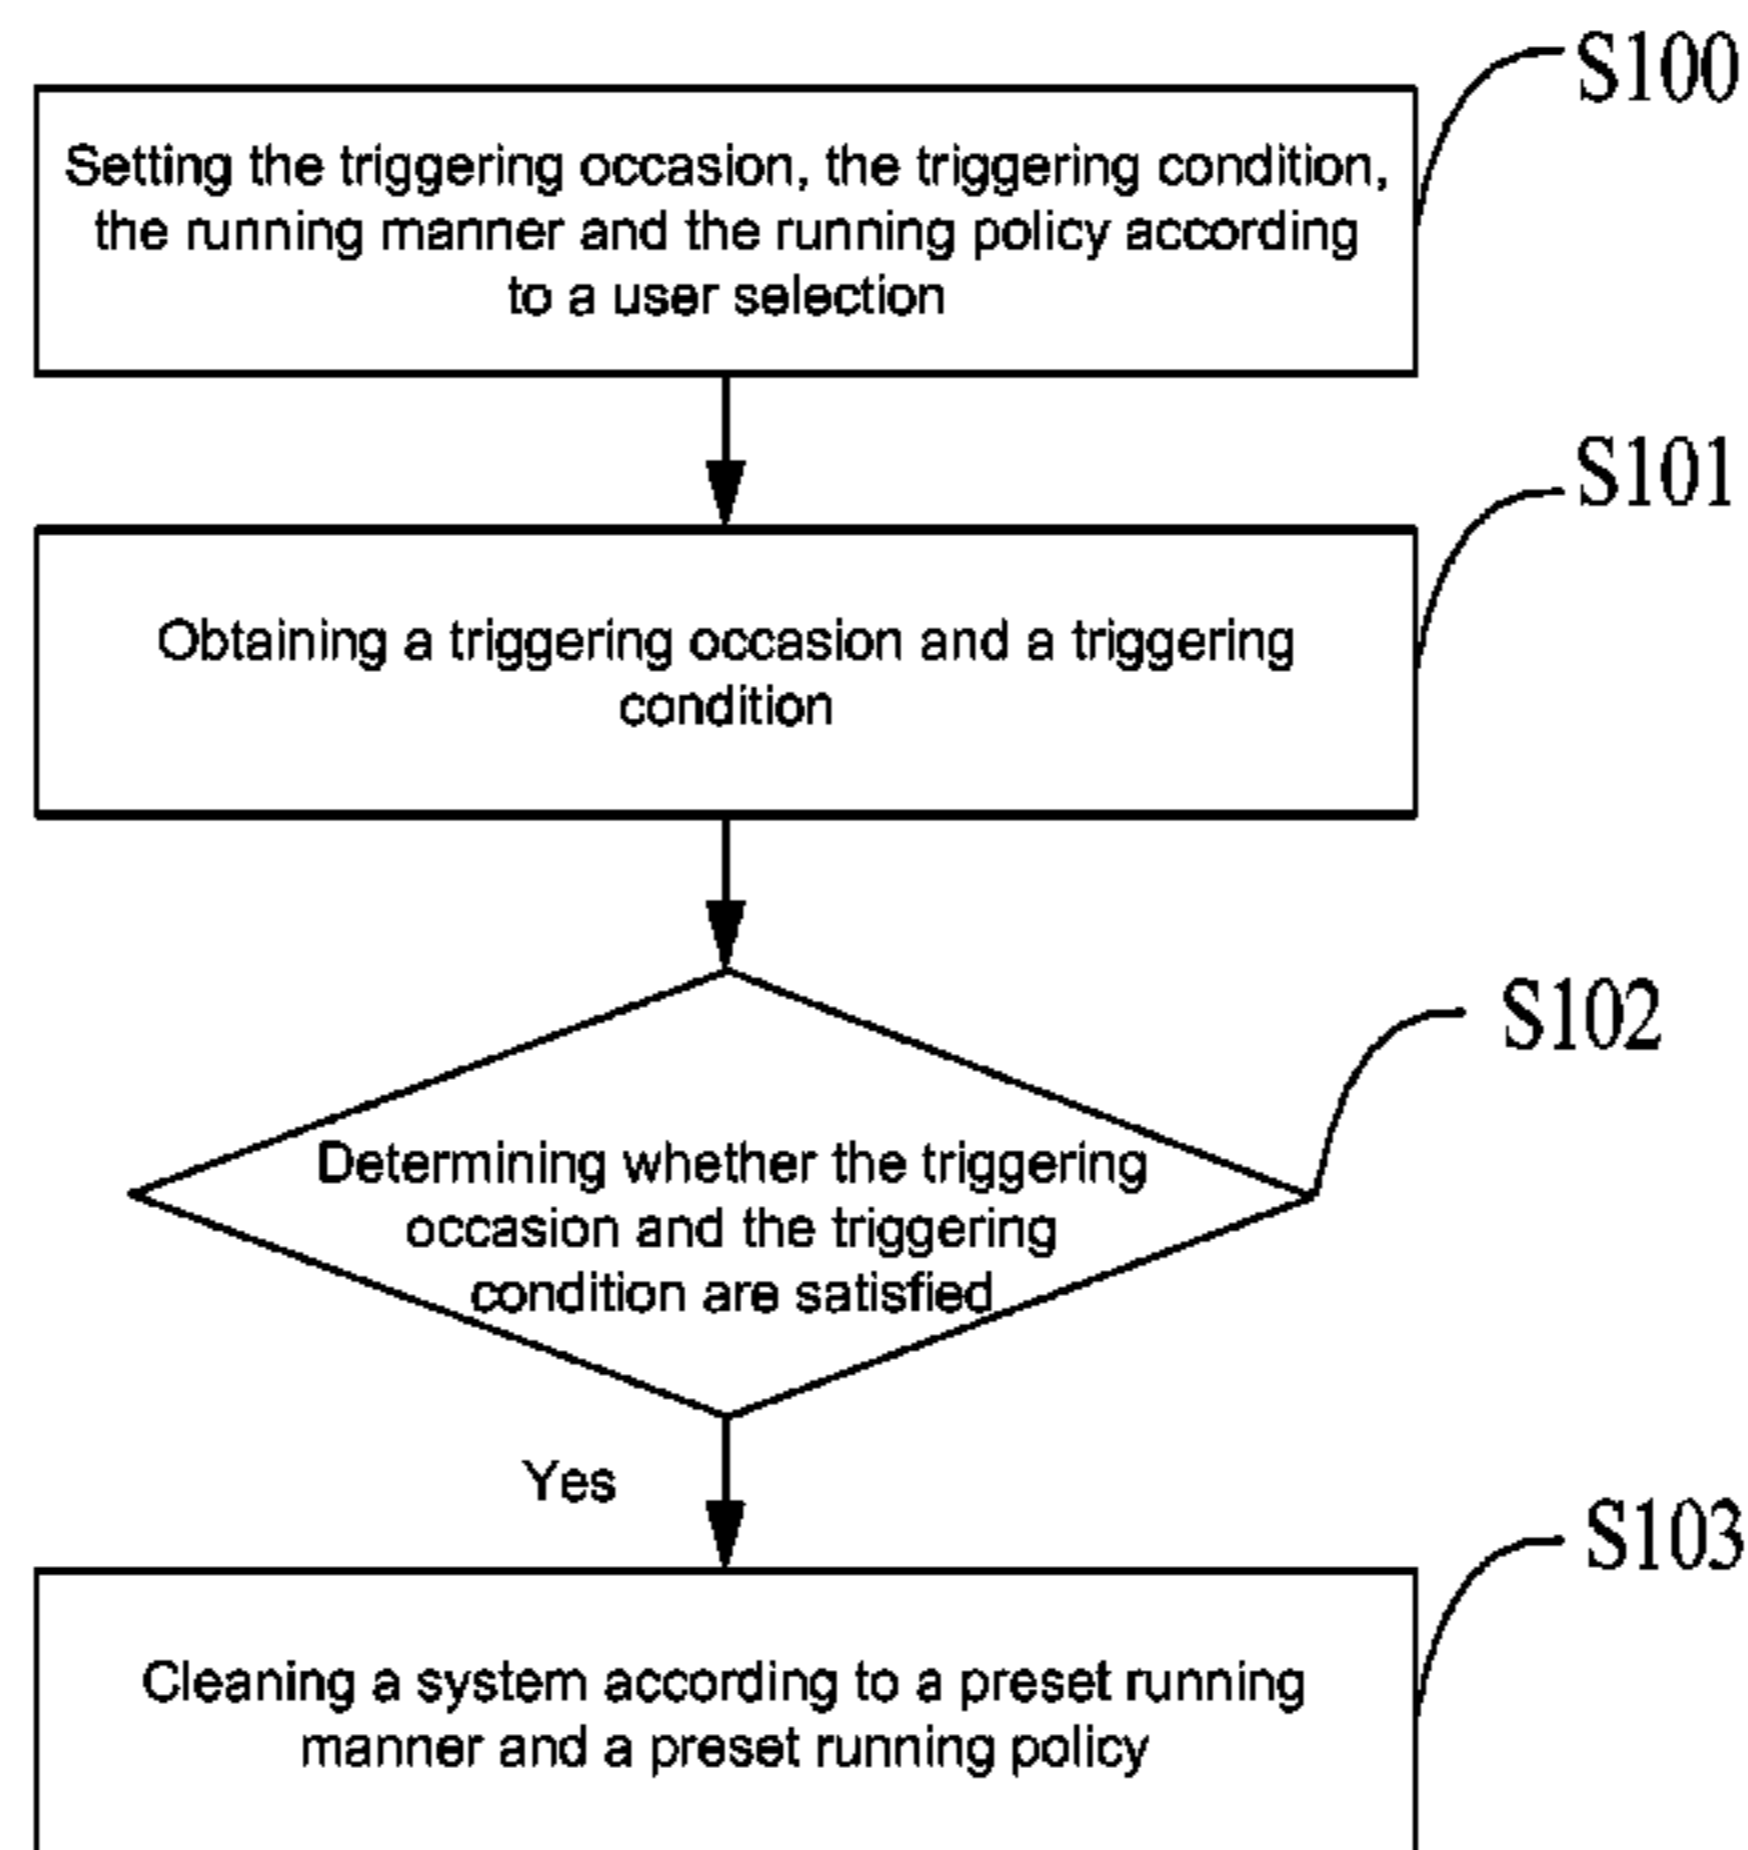 S100
Setting the triggering occasion, the triggering condition,
the running manner and the running policy according
to a user selection
S101
Obtaining a triggering occasion and a triggering
condition
S102
Determining whether the triggering
occasion and the triggering
condition are satisfied
Yes
S103
Cleaning a system according to a preset running
manner and a preset running policy